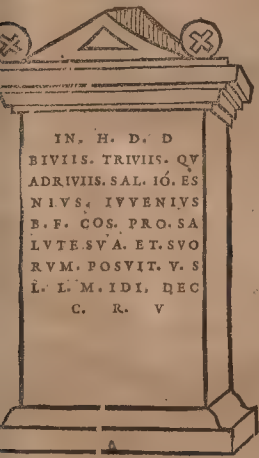 IN. H. D. D
BIVIIS. TRIVIIS. QV
ADRIVIIS. SAL. IÓ. ES
NIVS. IVVENIVS
B. F. COS. PRO. SA
LVTE. SVA. ET. SVO
RVM. POSVIT. V. S
L. L. M. IDI. DEC
C. R. V